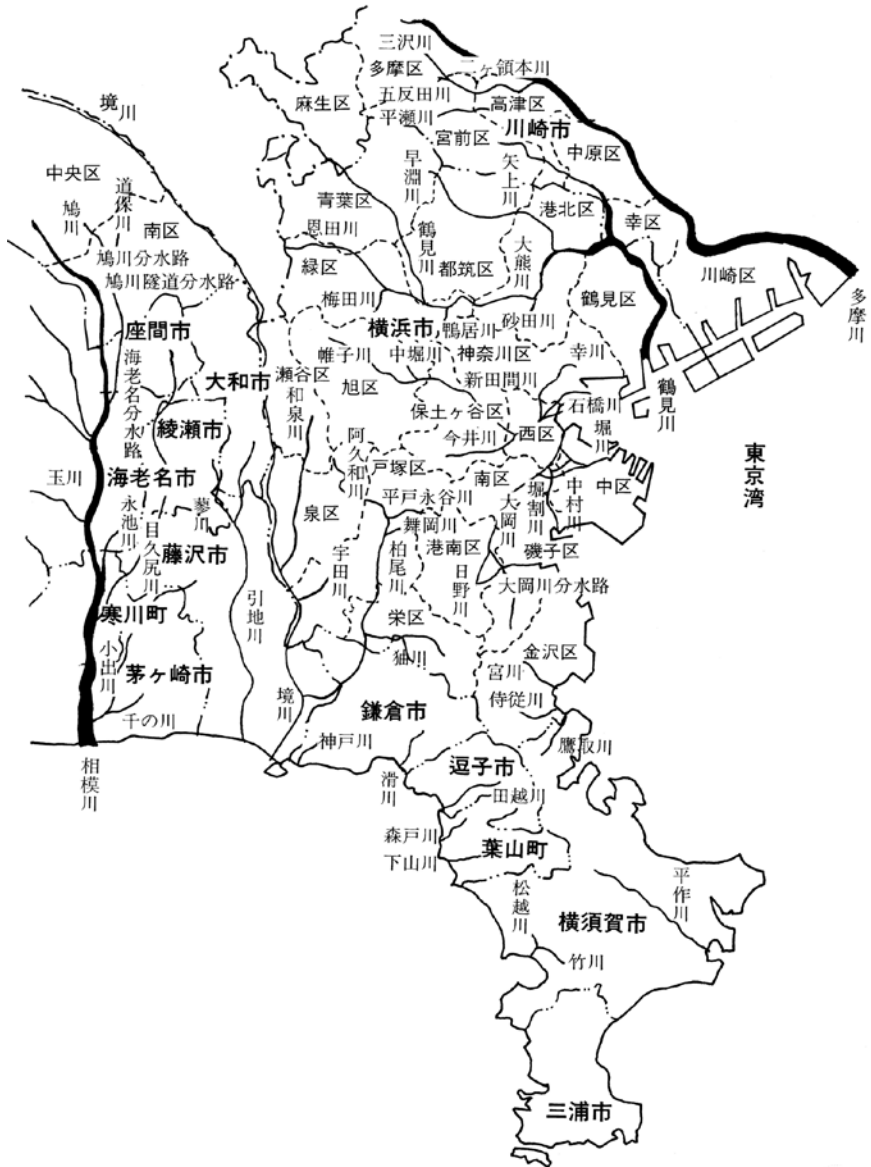 三沢川
多摩区
二ヶ領本川
麻生区
五反田川
高津区
平瀬川
川崎市
宮前区
中原区
境川
中央区
道保川
鳩川
南区
早淵川
矢上川
青葉区
港北区
幸区
恩田川
鶴見川
大熊川
鳩川分水路
緑区
都筑区
川崎区
鳩川隧道分水路
梅田川
鶴見区
多摩川
座間市
横浜市
鴨居川
砂田川
海老名分水路
大和市
帷子川
中堀川
神奈川区
幸川
瀬谷区
旭区
新田間川
鶴見川
和泉川
保土ヶ谷区
石橋川
綾瀬市
今井川
西区
堀川
阿久和川
戸塚区
南区
東京湾
玉川
海老名市
平戸永谷川
大岡川
堀割川
中村川
中区
永池川
目久尻川
蓼川
泉区
舞岡川
港南区
磯子区
藤沢市
宇田川
柏尾川
日野川
大岡川分水路
寒川町
引地川
栄区
小出川
㹨川
金沢区
茅ヶ崎市
境川
宮川
侍従川
千の川
鎌倉市
神戸川
鷹取川
相模川
滑川
逗子市
田越川
森戸川
葉山町
下山川
松越川
平作川
横須賀市
竹川
三浦市